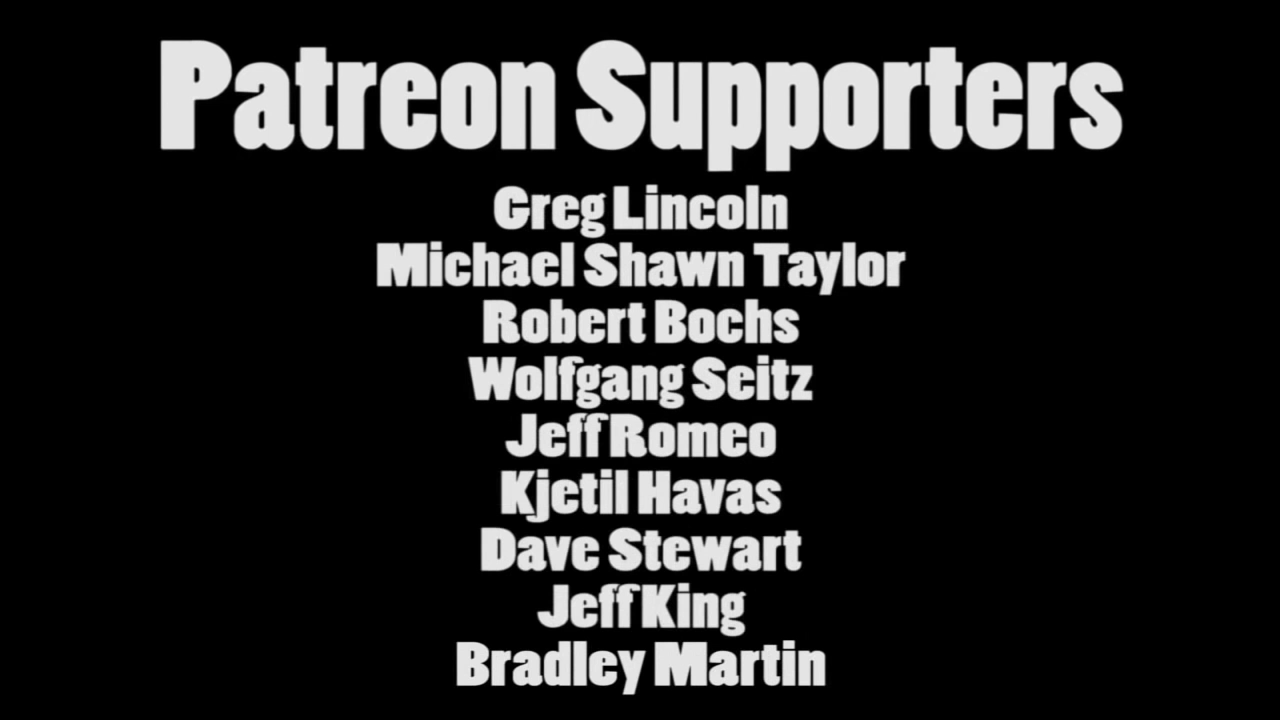 Patreon Supporters
Greg Lincoln
Michael Shawn Taylor
Robert Bochs
Wolfgang Seitz
Jeff Romeo
Kjetil Havas
Dave Stewart
Jeff King
Bradley Martin